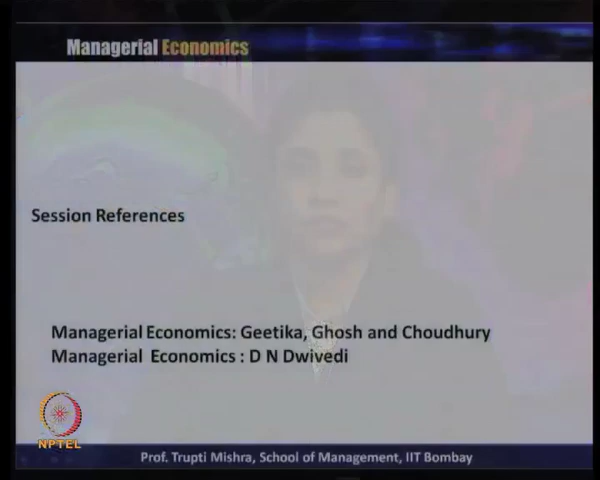 Managerial Economics
Session References
Managerial Economics: Geetika, Ghosh and Choudhury
Managerial Economics : D N Dwivedi
NPTEL
Prof. Trupti Mishra, School of Management, IIT Bombay